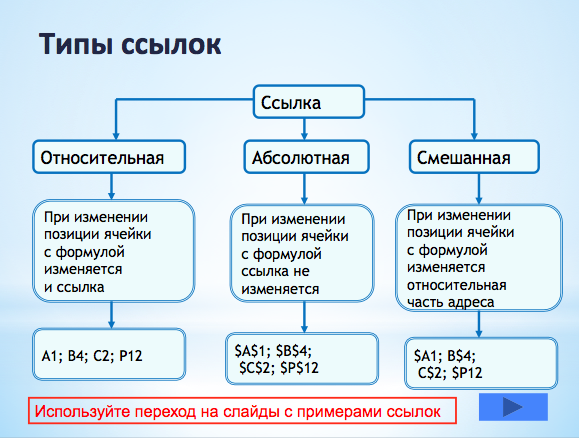 Типы ссылок
Ссылка
Относительная
Абсолютная
Смешанная
При изменении
позиции ячейки
с формулой
изменяется
и ссылка
При изменении
позиции ячейки
с формулой
ссылка не
изменяется
При изменении
позиции ячейки
с формулой
изменяется
относительная
часть адреса
A1; B4; C2; P12
$A$1; $B$4;
$C$2; $P$12
$A1; B$4;
C$2; $P12
Используйте переход на слайды с примерами ссылок